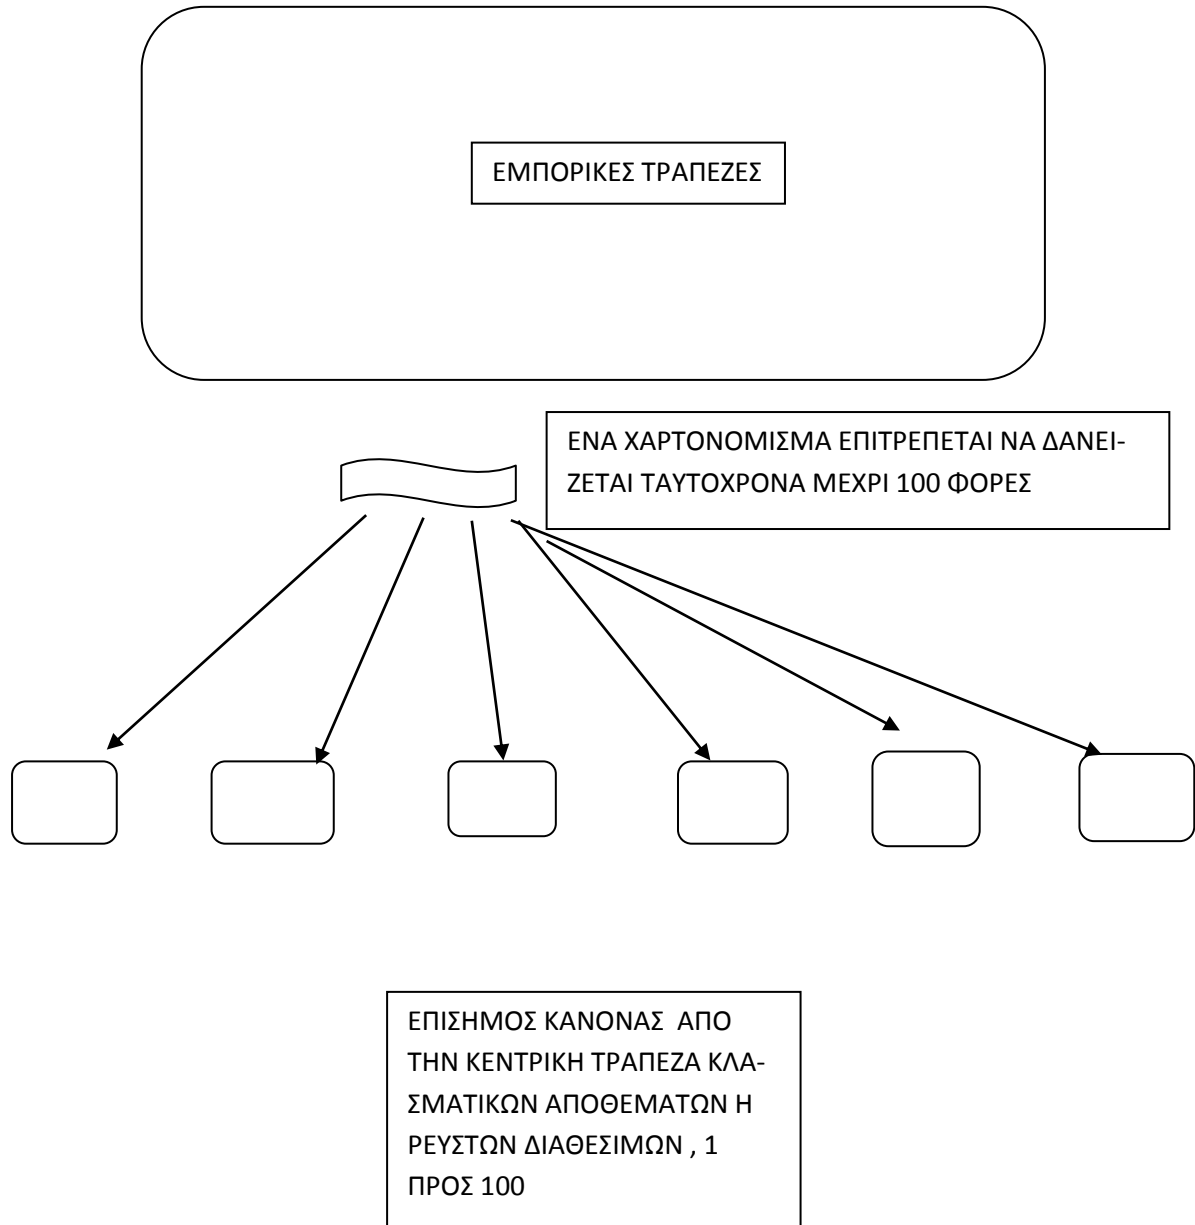 ΕΜΠΟΡΙΚΕΣ ΤΡΑΠΕΖΕΣ
ΕΝΑ ΧΑΡΤΟΝΟΜΙΣΜΑ ΕΠΙΤΡΕΠΕΤΑΙ ΝΑ ΔΑΝΕΙ-
ΖΕΤΑΙ ΤΑΥΤΟΧΡΟΝΑ ΜΕΧΡΙ 100 ΦΟΡΕΣ
ΕΠΙΣΗΜΟΣ ΚΑΝΟΝΑΣ ΑΠΟ
ΤΗΝ ΚΕΝΤΡΙΚΗ ΤΡΑΠΕΖΑ ΚΛΑ-
ΣΜΑΤΙΚΩΝ ΑΠΟΘΕΜΑΤΩΝ Η
ΡΕΥΣΤΩΝ ΔΙΑΘΕΣΙΜΩΝ , 1
ΠΡΟΣ 100